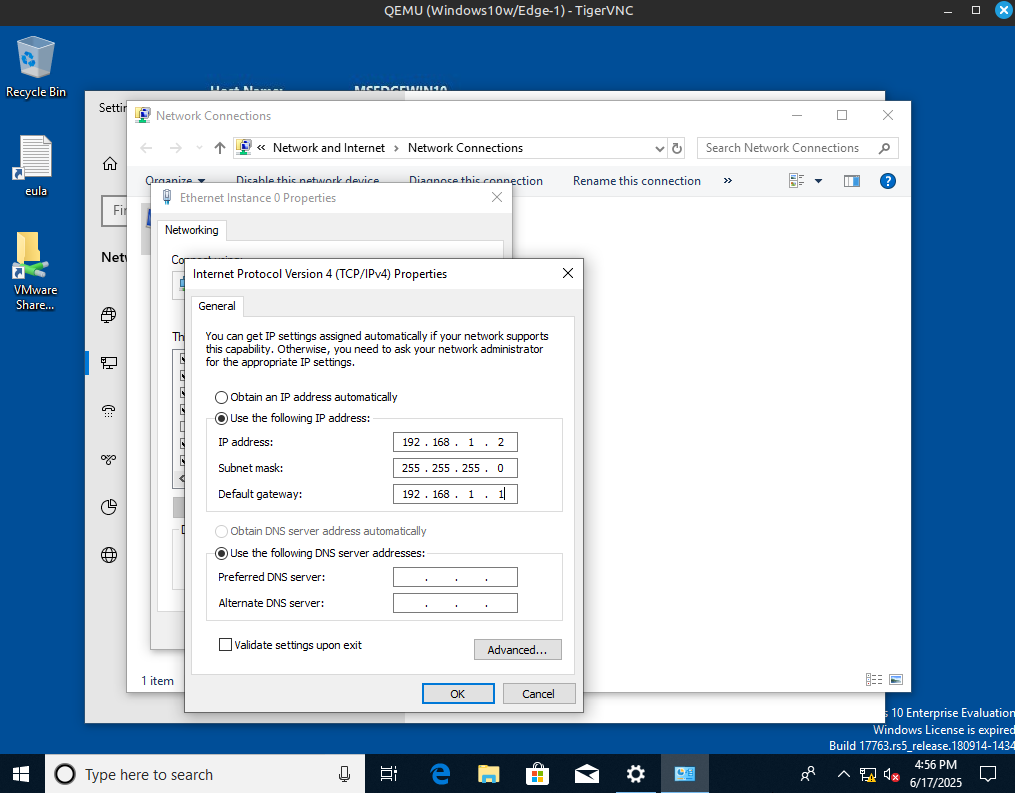 QEMU (Windows10w/Edge-1) - TigerVNC
Recycle Bin
eula
VMware
Share...
Host Name:
MSEDGEWIN10
Network Connections
« Network and Internet › Network Connections
Search Network Connections
Organize
Disable this network device
Diagnose this connection
Rename this connection
»
?
Ethernet Instance 0 Properties
Networking
Internet Protocol Version 4 (TCP/IPv4) Properties
General
You can get IP settings assigned automatically if your network supports
this capability. Otherwise, you need to ask your network administrator
for the appropriate IP settings.
Obtain an IP address automatically
Use the following IP address:
IP address:
192 . 168 . 1 . 2
Subnet mask:
255 . 255 . 255 . 0
Default gateway:
192 . 168 . 1 . 1
Obtain DNS server address automatically
Use the following DNS server addresses:
Preferred DNS server:
. . .
Alternate DNS server:
. . .
Validate settings upon exit
Advanced...
OK
Cancel
1 item
10 Enterprise Evaluation
Windows License is expired
Build 17763.rs5_release.180914-1434
Type here to search
4:56 PM
6/17/2025